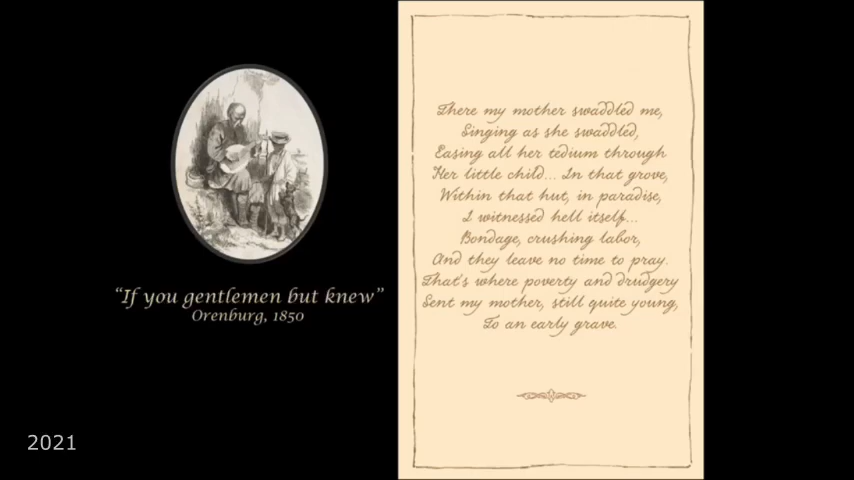 "If you gentlemen but knew"
Orenburg, 1850
2021
There my mother swaddled me,
Singing as she swaddled,
Easing all her tedium through
Her little child... In that grove,
Within that hut, in paradise,
I witnessed hell itself...
Bondage, crushing labor,
And they leave no time to pray.
That's where poverty and drudgery
Sent my mother, still quite young,
To an early grave.